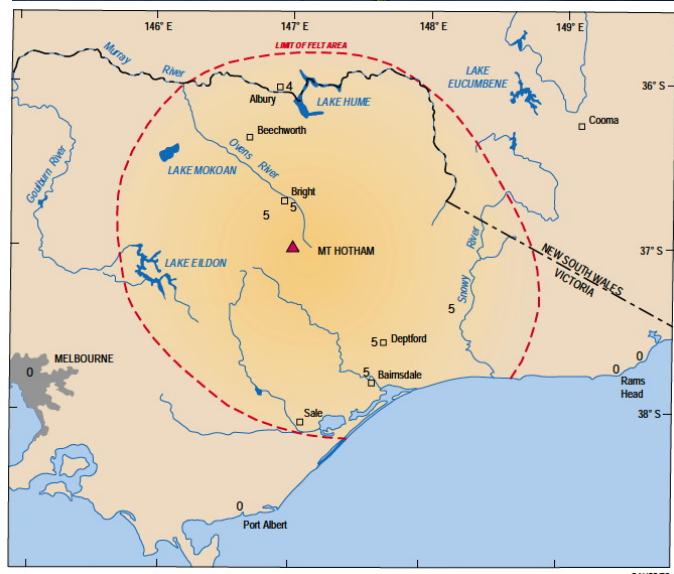 146° E
147° E
148° E
149° E
LIMIT OF FELT AREA
Murray
River
4
Albury
LAKE HUME
LAKE
EUCUMBENE
36° S
Cooma
Beechworth
Ovens River
LAKE MOKOAN
Goulburn River
Bright
5
5
MT HOTHAM
37° S
NEW SOUTH WALES
VICTORIA
LAKE EILDON
Snowy
River
5
5
Deptford
MELBOURNE
0
5
Bairnsdale
0
0
Rams
Head
Sale
38° S
0
Port Albert